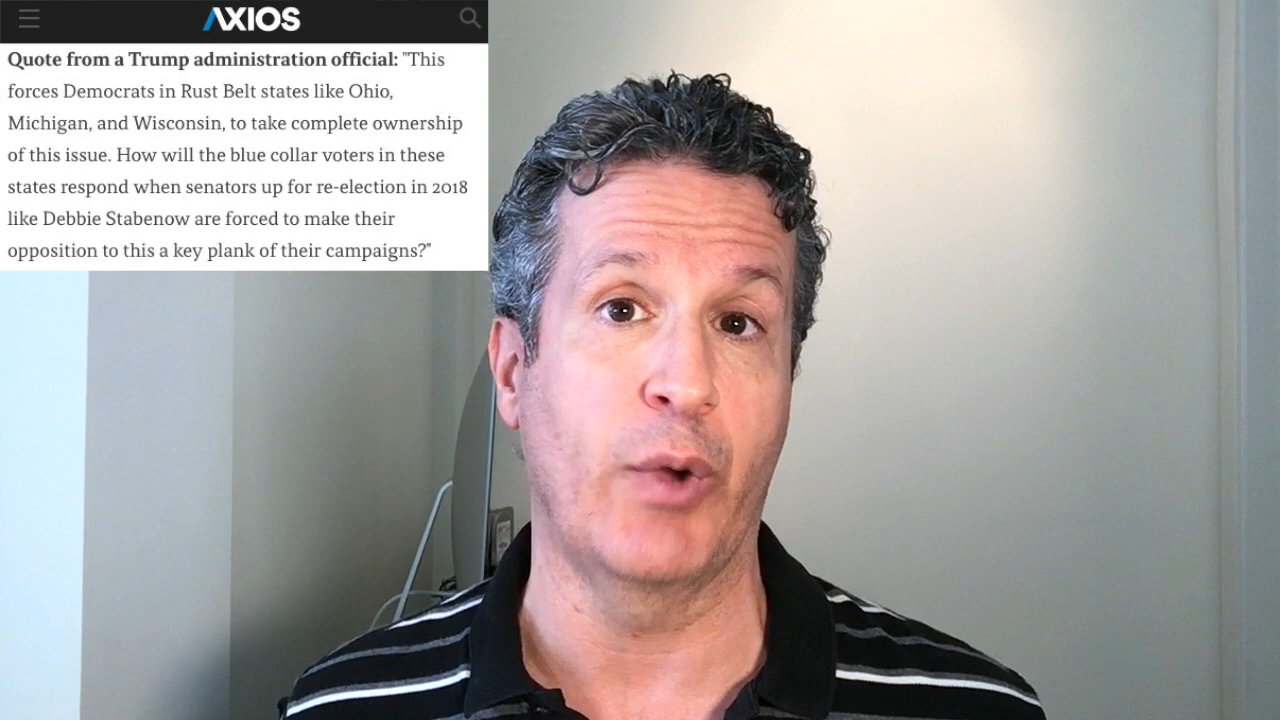 AXIOS
Quote from a Trump administration official: "This
forces Democrats in Rust Belt states like Ohio,
Michigan, and Wisconsin, to take complete ownership
of this issue. How will the blue collar voters in these
states respond when senators up for re-election in 2018
like Debbie Stabenow are forced to make their
opposition to this a key plank of their campaigns?"